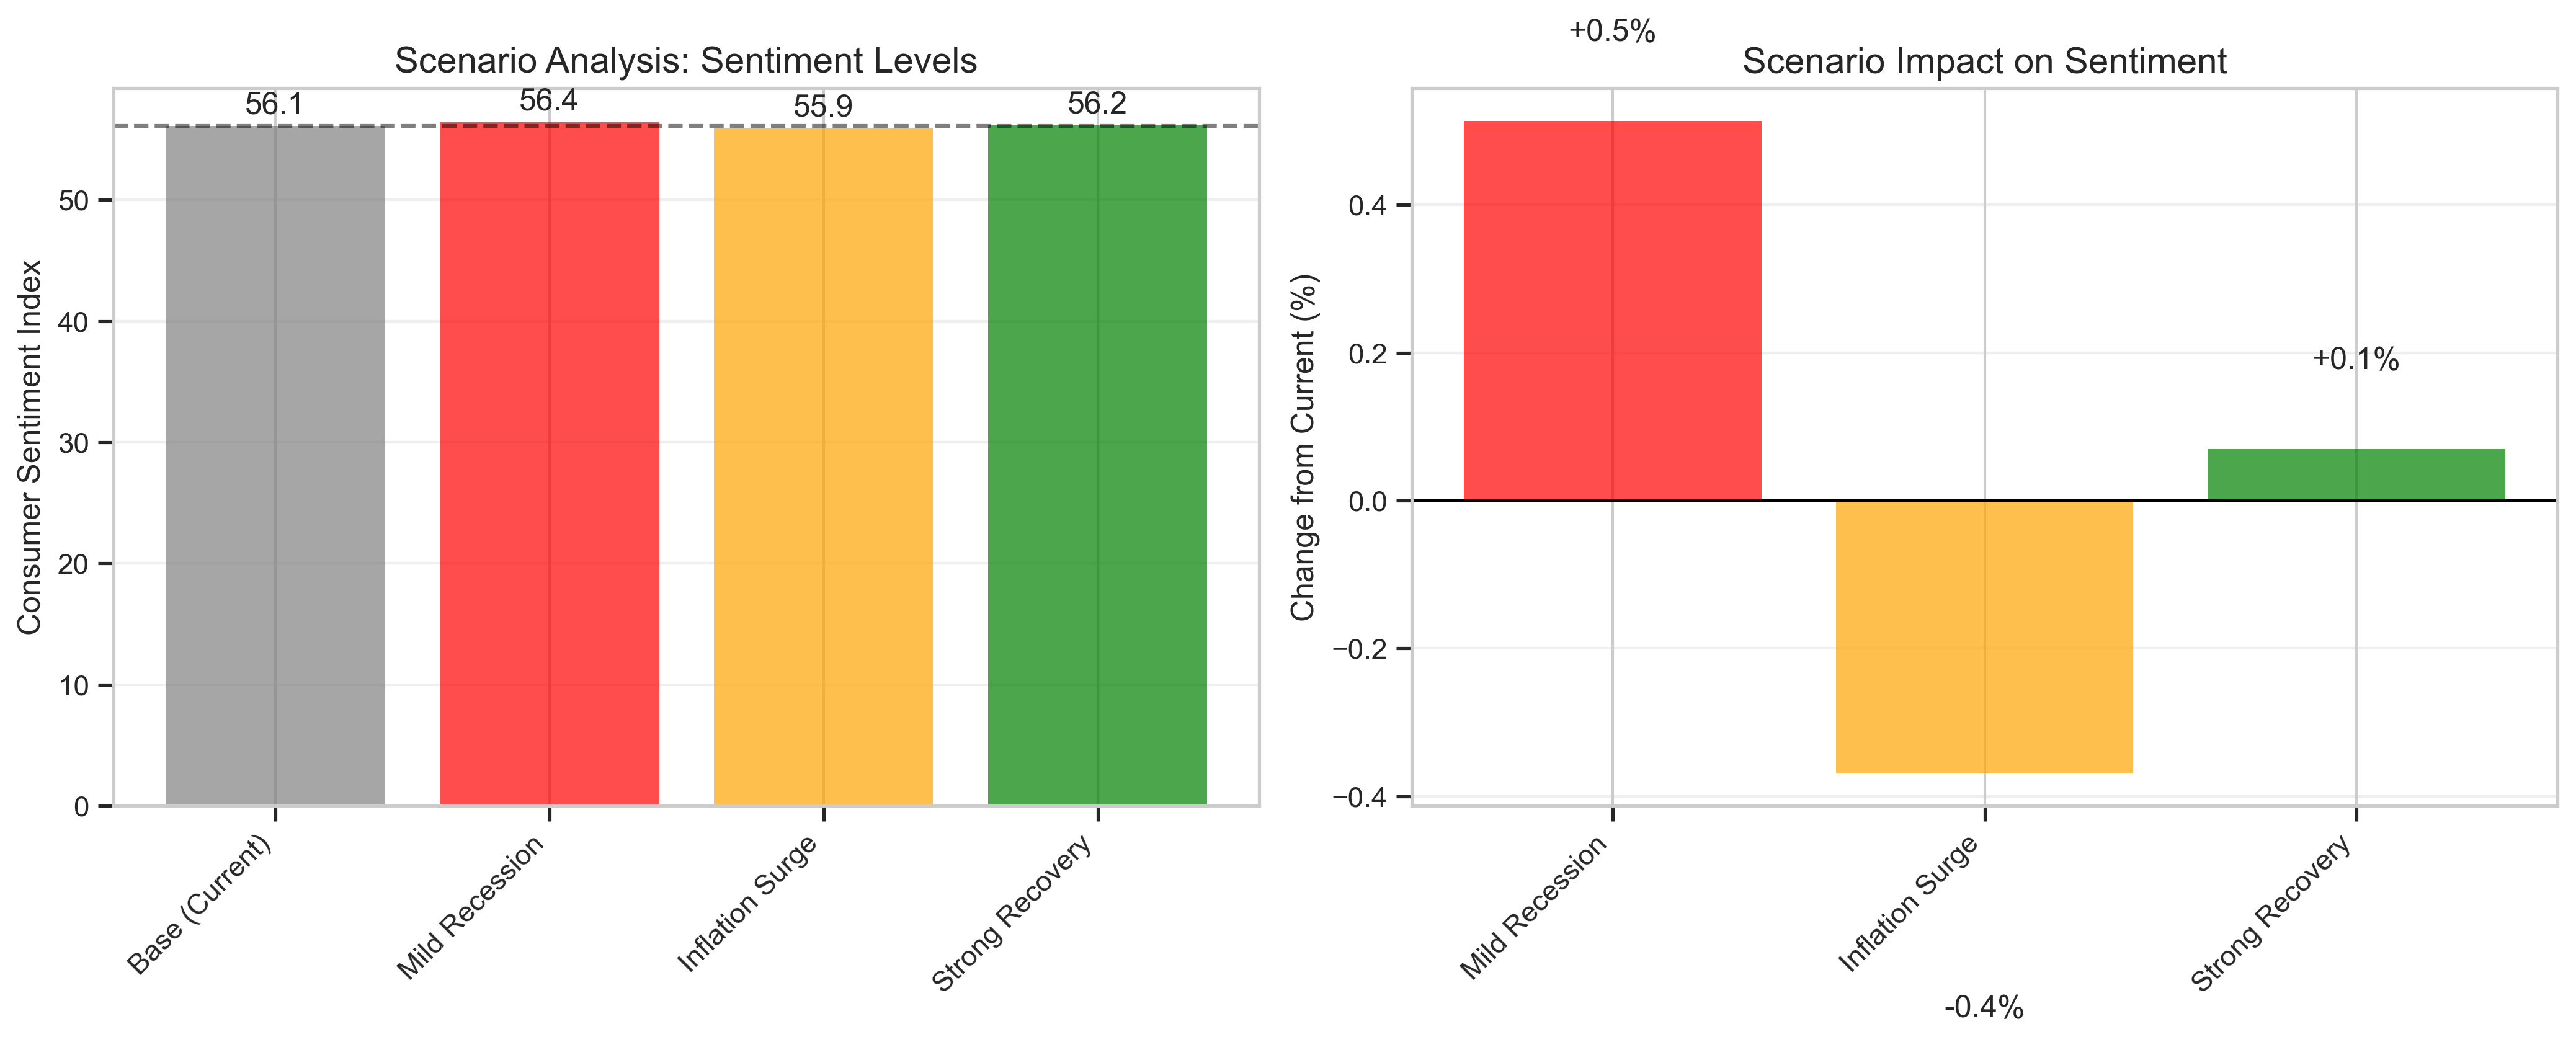 Scenario Analysis: Sentiment Levels
56.1
56.4
55.9
56.2
Consumer Sentiment Index
50
40
30
20
10
0
Base (Current)
Mild Recession
Inflation Surge
Strong Recovery
+0.5%
Scenario Impact on Sentiment
Change from Current (%)
0.4
0.2
0.0
−0.2
−0.4
+0.1%
Mild Recession
Inflation Surge
Strong Recovery
-0.4%